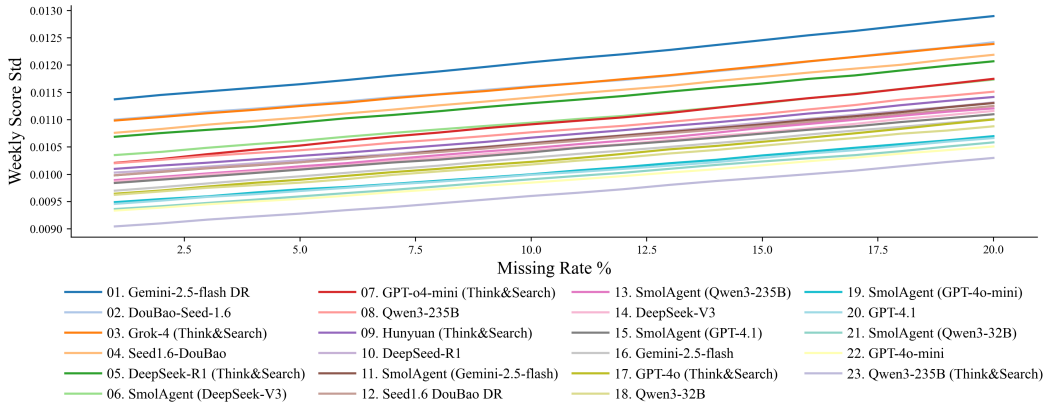 0.0130
0.0125
0.0120
0.0115
0.0110
0.0105
0.0100
0.0095
0.0090
Weekly Score Std
2.5 5.0 7.5 10.0 12.5 15.0 17.5 20.0
Missing Rate %
01. Gemini-2.5-flash DR
02. DouBao-Seed-1.6
03. Grok-4 (Think&Search)
04. Seed1.6-DouBao
05. DeepSeek-R1 (Think&Search)
06. SmolAgent (DeepSeek-V3)
07. GPT-o4-mini (Think&Search)
08. Qwen3-235B
09. Hunyuan (Think&Search)
10. DeepSeed-R1
11. SmolAgent (Gemini-2.5-flash)
12. Seed1.6 DouBao DR
13. SmolAgent (Qwen3-235B)
14. DeepSeek-V3
15. SmolAgent (GPT-4.1)
16. Gemini-2.5-flash
17. GPT-4o (Think&Search)
18. Qwen3-32B
19. SmolAgent (GPT-4o-mini)
20. GPT-4.1
21. SmolAgent (Qwen3-32B)
22. GPT-4o-mini
23. Qwen3-235B (Think&Search)